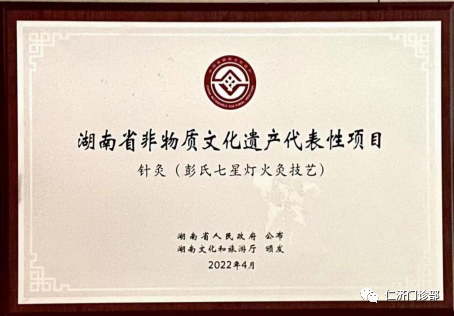 湖南省非物质文化遗产代表性项目
针灸（彭氏七星灯火灸技艺）
湖南省人民政府 公布
湖南文化和旅游厅 颁发
2022年4月
仁济门诊部